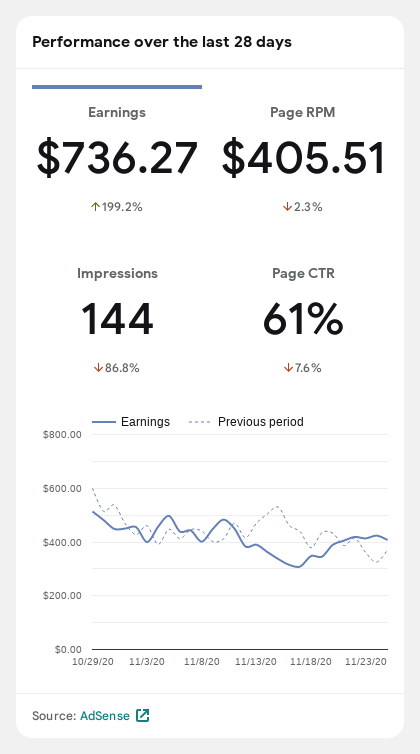 Performance over the last 28 days
Earnings Page RPM
$736.27 $405.51
↑199.2% ↓2.3%
Impressions Page CTR
144 61%
↓86.8% ↓7.6%
Earnings Previous period
$800.00
$600.00
$400.00
$200.00
$0.00
10/29/20 11/3/20 11/8/20 11/13/20 11/18/20 11/23/20
Source: AdSense